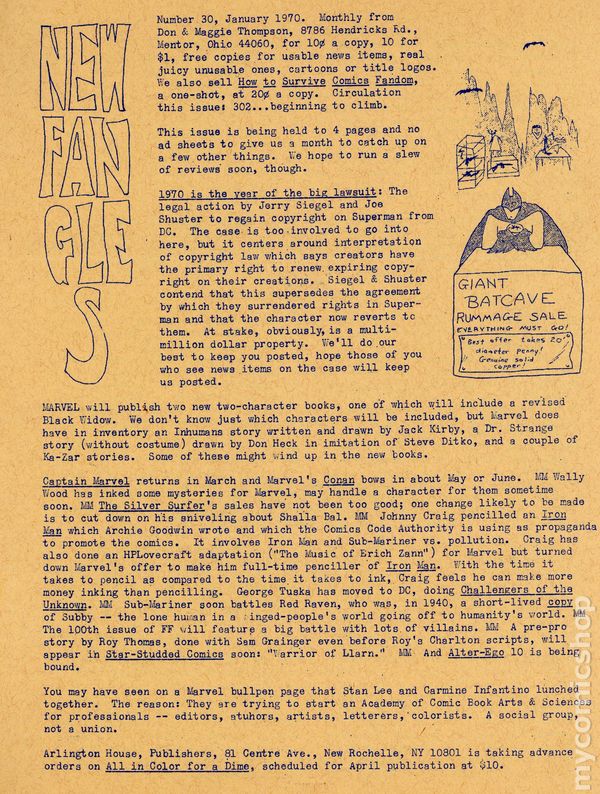 NEW
FAN
GLE
S
Number 30, January 1970. Monthly from
Don & Maggie Thompson, 8786 Hendricks Rd.,
Mentor, Ohio 44060, for 10¢ a copy, 10 for
$1, free copies for usable news items, real
juicy unusable ones, cartoons or title logos.
We also sell How to Survive Comics Fandom,
a one-shot, at 20¢ a copy. Circulation
this issue: 302...beginning to climb.
This issue is being held to 4 pages and no
ad sheets to give us a month to catch up on
a few other things. We hope to run a slew
of reviews soon, though.
1970 is the year of the big lawsuit: The
legal action by Jerry Siegel and Joe
Shuster to regain copyright on Superman from
DC. The case is too involved to go into
here, but it centers around interpretation
of copyright law which says creators have
the primary right to renew expiring copy-
right on their creations. Siegel & Shuster
contend that this supersedes the agreement
by which they surrendered rights in Super-
man and that the character now reverts to
them. At stake, obviously, is a multi-
million dollar property. We'll do our
best to keep you posted, hope those of you
who see news items on the case will keep
us posted.
GIANT
BATCAVE
RUMMAGE SALE
EVERYTHING MUST GO!
Best offer takes 20'
diameter penny!
Genuine solid
copper!
MARVEL will publish two new two-character books, one of which will include a revised
Black Widow. We don't know just which characters will be included, but Marvel does
have in inventory an Inhumans story written and drawn by Jack Kirby, a Dr. Strange
story (without costume) drawn by Don Heck in imitation of Steve Ditko, and a couple of
Ka-Zar stories. Some of these might wind up in the new books.
Captain Marvel returns in March and Marvel's Conan bows in about May or June. MM Wally
Wood has inked some mysteries for Marvel, may handle a character for them sometime
soon. MM The Silver Surfer's sales have not been too good; one change likely to be made
is to cut down on his sniveling about Shalla Bal. MM Johnny Craig pencilled an Iron
Man which Archie Goodwin wrote and which the Comics Code Authority is using as propaganda
to promote the comics. It involves Iron Man and Sub-Mariner vs. pollution. Craig has
also done an HPLovecraft adaptation ("The Music of Erich Zann") for Marvel but turned
down Marvel's offer to make him full-time penciller of Iron Man. With the time it
takes to pencil as compared to the time it takes to ink, Craig feels he can make more
money inking than pencilling. George Tuska has moved to DC, doing Challengers of the
Unknown. MM Sub-Mariner soon battles Red Raven, who was, in 1940, a short-lived copy
of Subby -- the lone human in a inged-people's world going off to humanity's world. MM
The 100th issue of FF will feature a big battle with lots of villains. MM A pre-pro
story by Roy Thomas, done with Sam Grainger even before Roy's Charlton scripts, will
appear in Star-Studded Comics soon: "Warrior of Llarn." MM And Alter-Ego 10 is being
bound.
You may have seen on a Marvel bullpen page that Stan Lee and Carmine Infantino lunched
together. The reason: They are trying to start an Academy of Comic Book Arts & Sciences
for professionals -- editors, atuhors, artists, letterers, colorists. A social group,
not a union.
Arlington House, Publishers, 81 Centre Ave., New Rochelle, NY 10801 is taking advance
orders on All in Color for a Dime, scheduled for April publication at $10.
mycomicshop